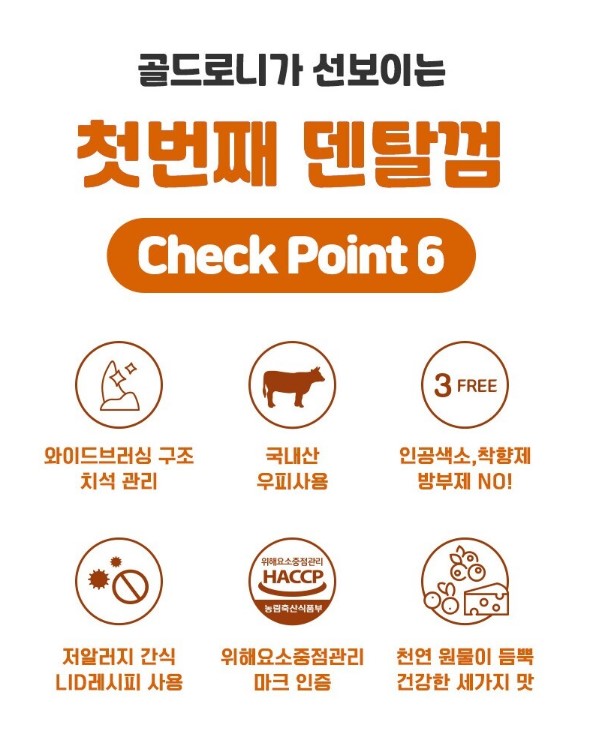 골드로니가 선보이는
첫번째 덴탈껌
Check Point 6
3 FREE
와이드브러싱 구조
치석 관리
국내산
우피사용
인공색소,착향제
방부제 NO!
위해요소중점관리
HACCP
농림축산식품부
저알러지 간식
LID레시피 사용
위해요소중점관리
마크 인증
천연 원물이 듬뿍
건강한 세가지 맛